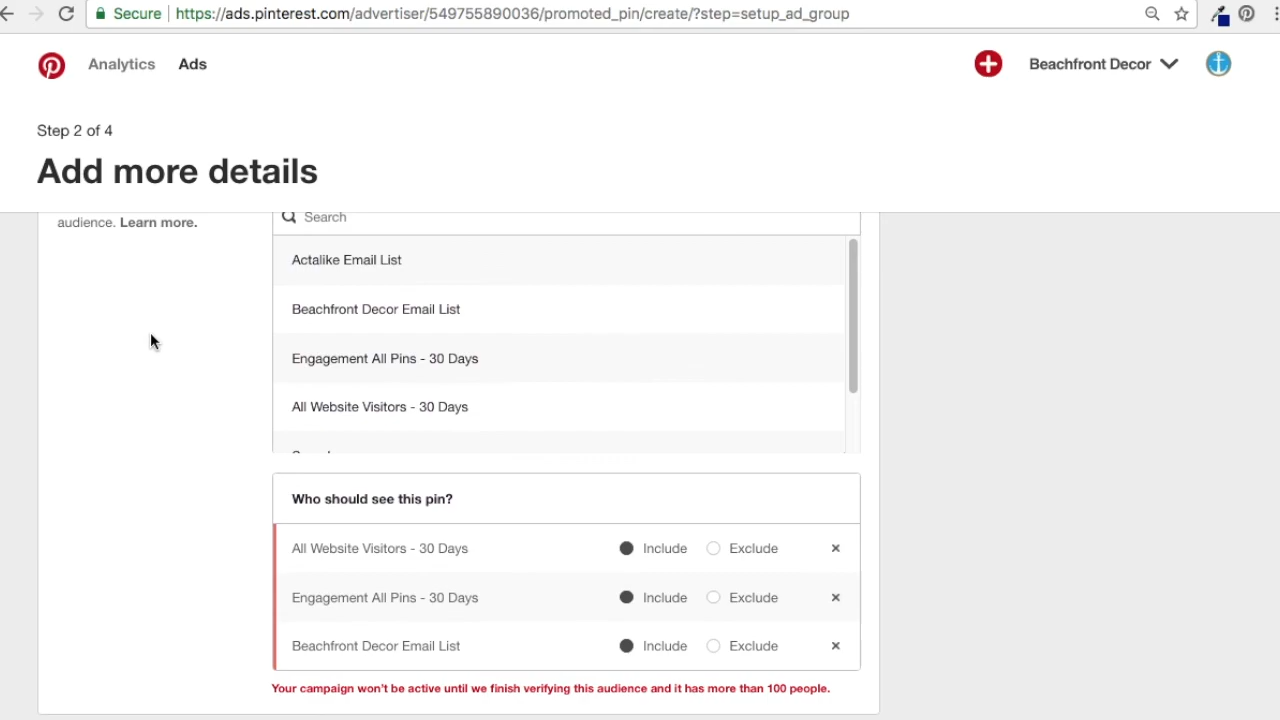 Secure https://ads.pinterest.com/advertiser/549755890036/promoted_pin/create/?step=setup_ad_group
Analytics Ads Beachfront Decor
Step 2 of 4
Add more details
audience. Learn more.
Search
Actalike Email List
Beachfront Decor Email List
Engagement All Pins - 30 Days
All Website Visitors - 30 Days
Who should see this pin?
All Website Visitors - 30 Days Include Exclude ×
Engagement All Pins - 30 Days Include Exclude ×
Beachfront Decor Email List Include Exclude ×
Your campaign won't be active until we finish verifying this audience and it has more than 100 people.